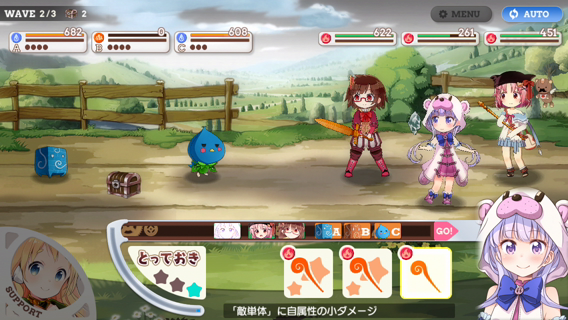 WAVE 2/3 2 MENU AUTO
A 682 B 0 C 608 622 261 451
A B C GO!
とっておき
SUPPORT
「敵単体」に自属性の小ダメージ